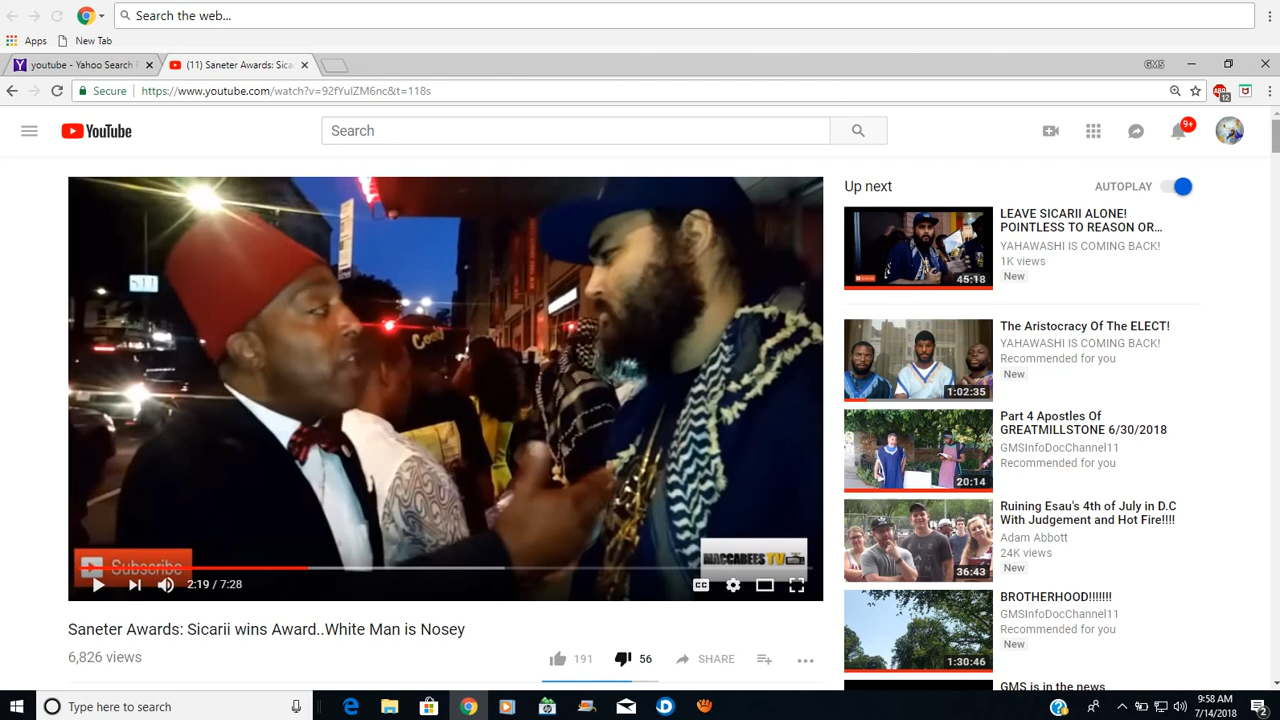 Search the web...
Apps
New Tab
youtube - Yahoo Search
(11) Saneter Awards: Sica
GMS
Secure
https://www.youtube.com/watch?v=92fYulZM6nc&t=118s
ABP
12
YouTube
Search
9+
Up next
AUTOPLAY
LEAVE SICARII ALONE!
POINTLESS TO REASON OR...
YAHAWASHI IS COMING BACK!
1K views
New
45:18
The Aristocracy Of The ELECT!
YAHAWASHI IS COMING BACK!
Recommended for you
New
1:02:35
Part 4 Apostles Of
GREATMILLSTONE 6/30/2018
GMSInfoDocChannel11
Recommended for you
20:14
Ruining Esau's 4th of July in D.C
With Judgement and Hot Fire!!!!
Adam Abbott
24K views
New
36:43
BROTHERHOOD!!!!!!!
GMSInfoDocChannel11
Recommended for you
New
1:30:46
GMS is in the news
Subscribe
MACCABEES TV
2:19 / 7:28
CC
Saneter Awards: Sicarii wins Award..White Man is Nosey
6,826 views
191
56
SHARE
Type here to search
9:58 AM
7/14/2018
2